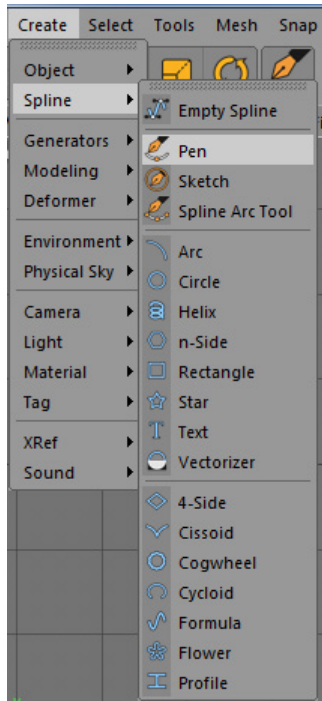 Create Select Tools Mesh Snap
Object
Spline
Generators
Modeling
Deformer
Environment
Physical Sky
Camera
Light
Material
Tag
XRef
Sound
Empty Spline
Pen
Sketch
Spline Arc Tool
Arc
Circle
Helix
n-Side
Rectangle
Star
Text
Vectorizer
4-Side
Cissoid
Cogwheel
Cycloid
Formula
Flower
Profile